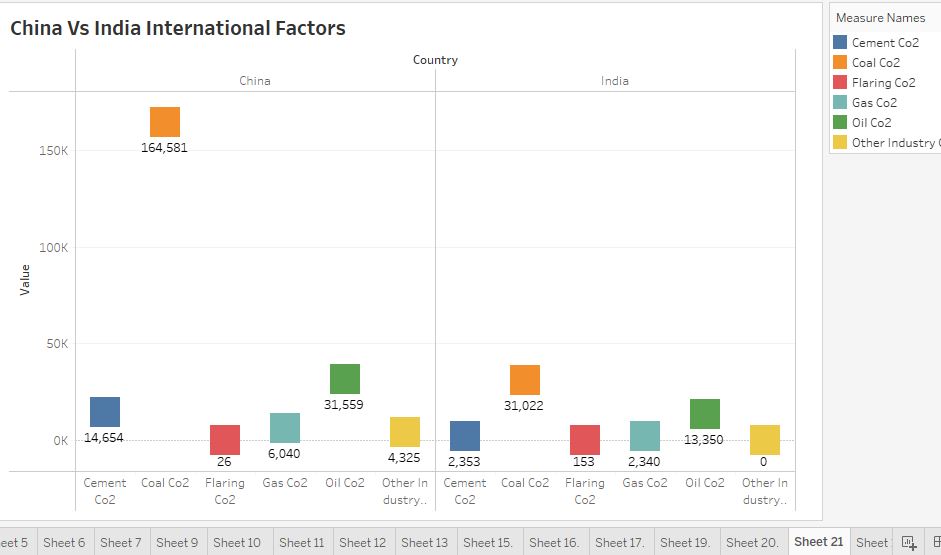 China Vs India International Factors
Country
China
India
Value
150K
100K
50K
0K
164,581
14,654
26
6,040
31,559
4,325
2,353
31,022
153
2,340
13,350
0
Cement
Co2
Coal Co2
Flaring
Co2
Gas Co2
Oil Co2
Other In
dustry..
Cement
Co2
Coal Co2
Flaring
Co2
Gas Co2
Oil Co2
Other In
dustry..
Measure Names
Cement Co2
Coal Co2
Flaring Co2
Gas Co2
Oil Co2
Other Industry
eet 5 Sheet 6 Sheet 7 Sheet 9 Sheet 10 Sheet 11 Sheet 12 Sheet 13 Sheet 15. Sheet 16. Sheet 17. Sheet 19. Sheet 20. Sheet 21 Sheet